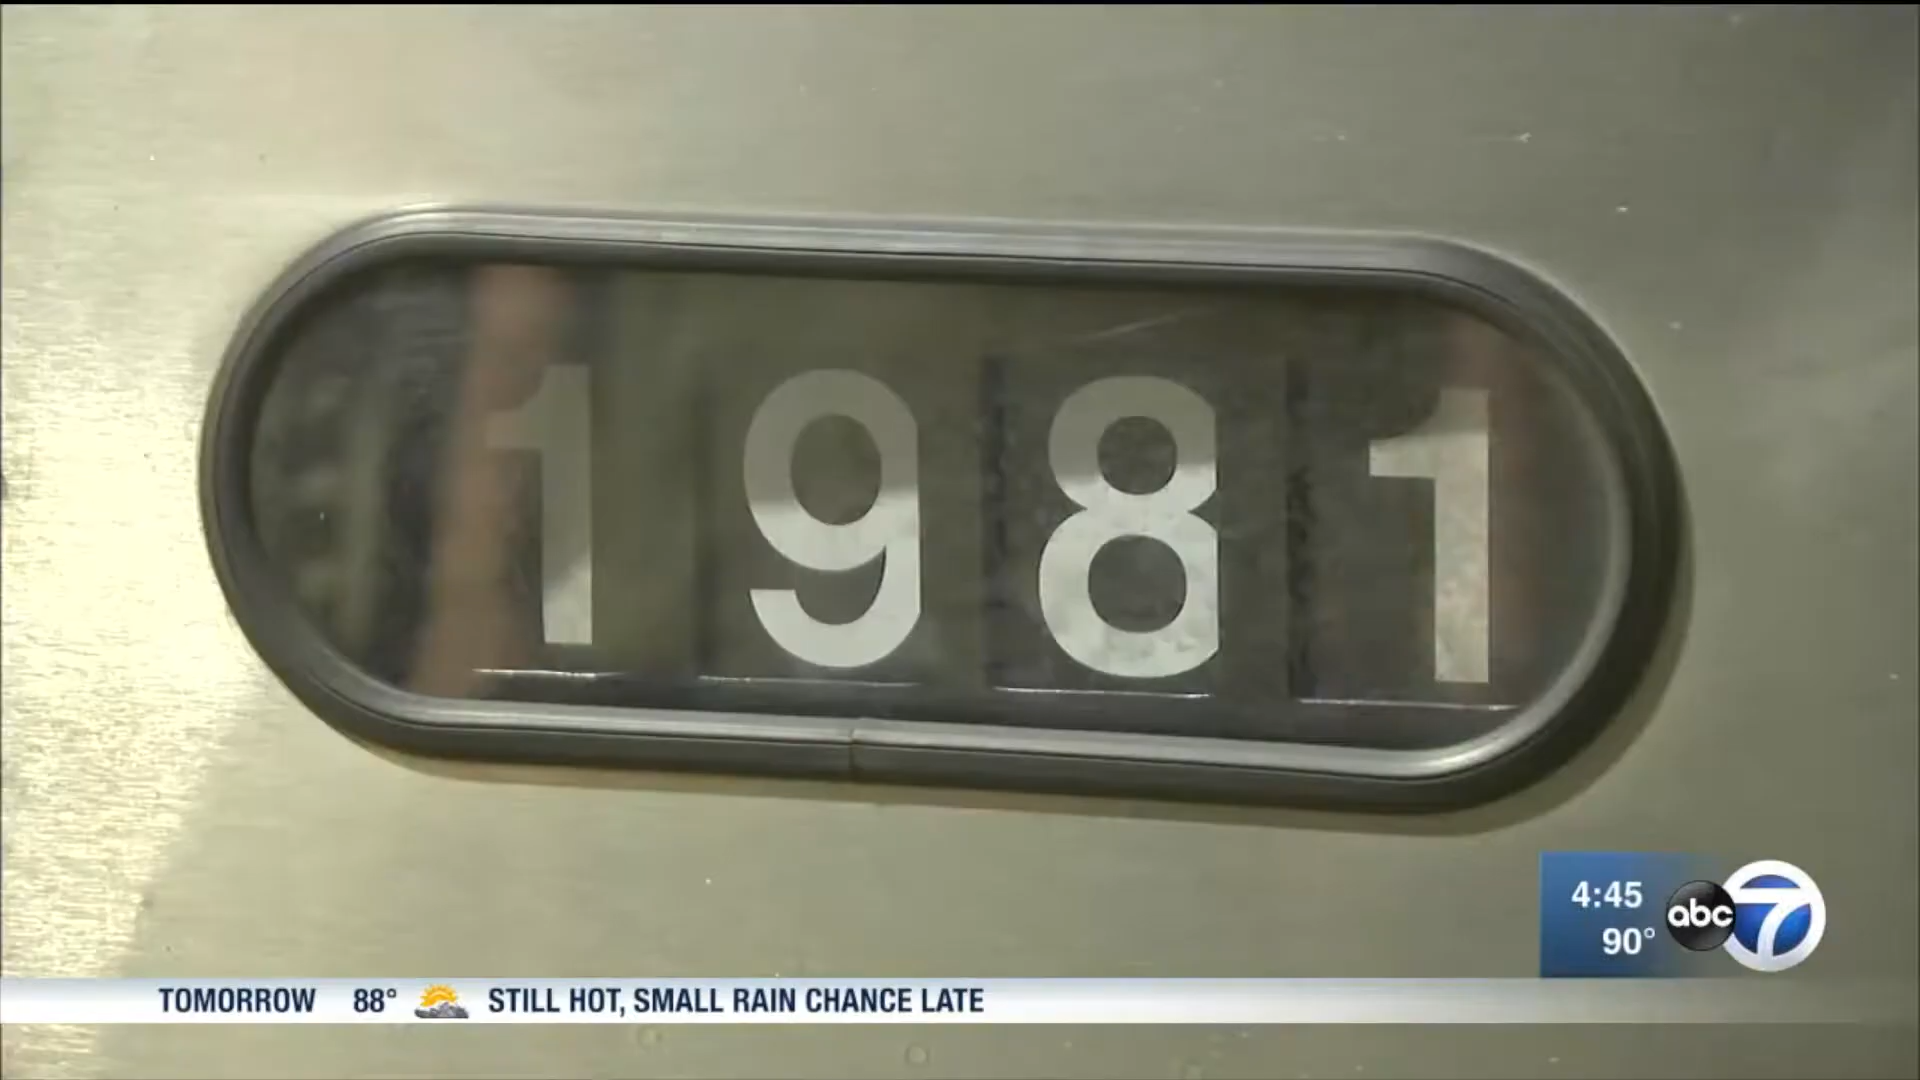 1981
4:45
90°
abc 7
TOMORROW 88° STILL HOT, SMALL RAIN CHANCE LATE